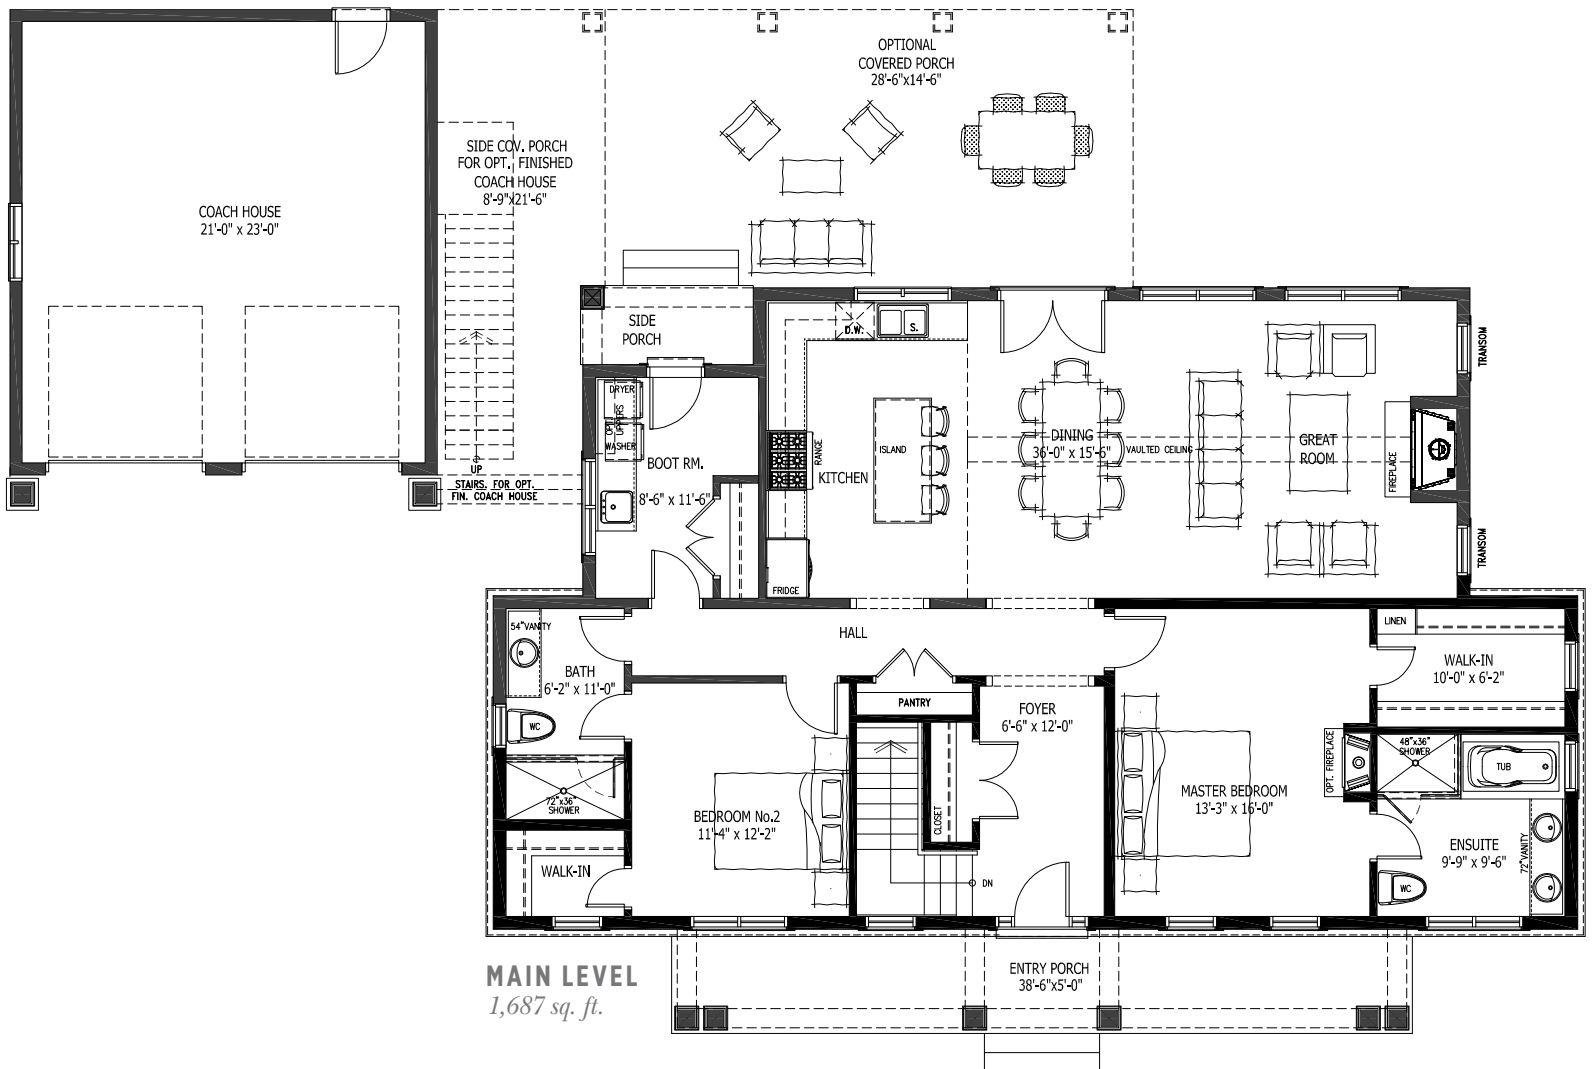 OPTIONAL
COVERED PORCH
28'-6"x14'-6"
SIDE COV. PORCH
FOR OPT. FINISHED
COACH HOUSE
8'-9"x21'-6"
COACH HOUSE
21'-0" x 23'-0"
SIDE
PORCH
D.W.
S.
TRANSOM
DRYER
UPPERS
WASHER
BOOT RM.
8'-6" x 11'-6"
UP
STAIRS. FOR OPT.
FIN. COACH HOUSE
RANGE
KITCHEN
ISLAND
DINING
36'-0" x 15'-6"
VAULTED CEILING
GREAT
ROOM
FIREPLACE
TRANSOM
FRIDGE
HALL
54"VANITY
BATH
6'-2" x 11'-0"
WC
72"x36"
SHOWER
WALK-IN
BEDROOM No.2
11'-4" x 12'-2"
PANTRY
CLOSET
DN
FOYER
6'-6" x 12'-0"
LINEN
WALK-IN
10'-0" x 6'-2"
OPT. FIREPLACE
48"x36"
SHOWER
TUB
MASTER BEDROOM
13'-3" x 16'-0"
ENSUITE
9'-9" x 9'-6"
72"VANITY
WC
ENTRY PORCH
38'-6"x5'-0"
MAIN LEVEL
1,687 sq. ft.